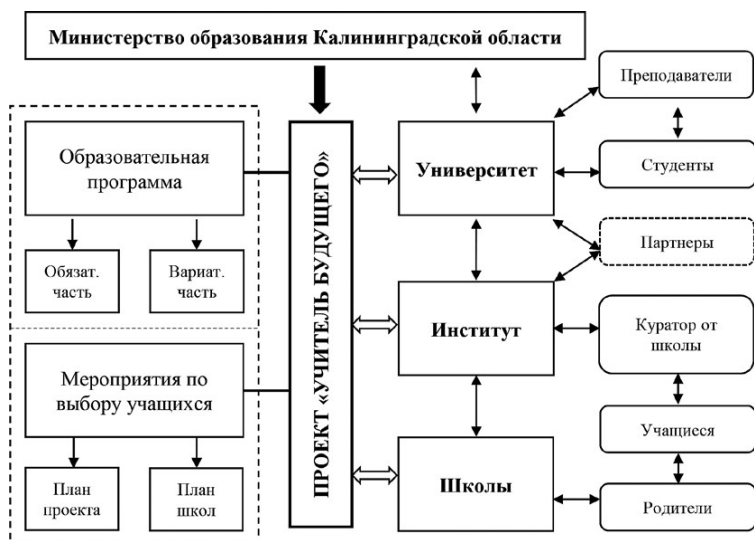 Министерство образования Калининградской области
Образовательная
программа
Обязат.
часть
Вариат.
часть
Мероприятия по
выбору учащихся
План
проекта
План
школ
ПРОЕКТ «УЧИТЕЛЬ БУДУЩЕГО»
Университет
Институт
Школы
Преподаватели
Студенты
Партнеры
Куратор от
школы
Учащиеся
Родители